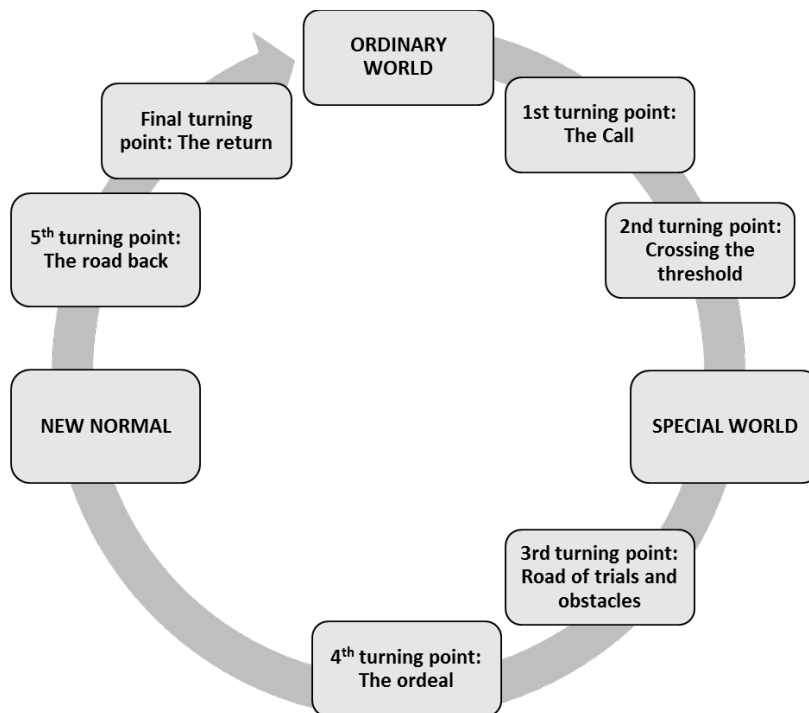 ORDINARY
WORLD
1st turning point:
The Call
2nd turning point:
Crossing the
threshold
SPECIAL WORLD
3rd turning point:
Road of trials and
obstacles
4th turning point:
The ordeal
NEW NORMAL
5th turning point:
The road back
Final turning
point: The return